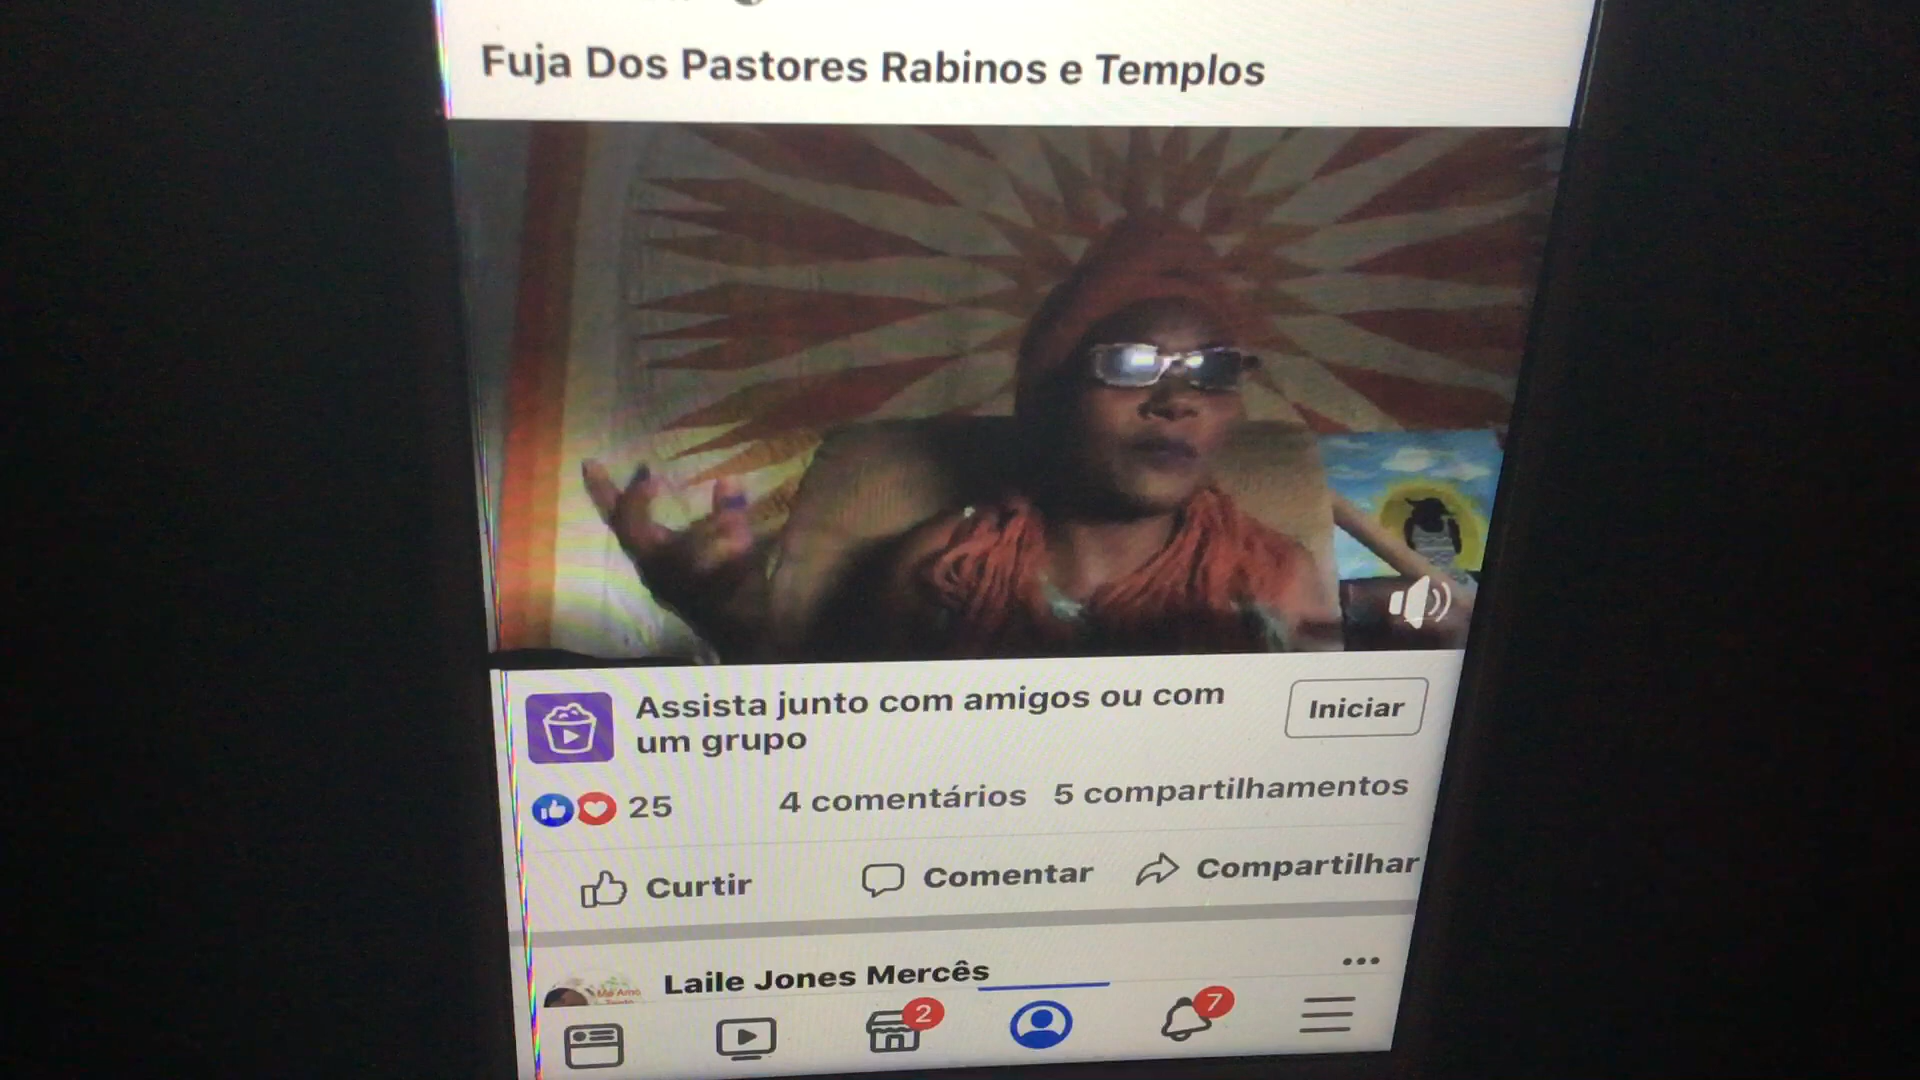 Fuja Dos Pastores Rabinos e Templos
Assista junto com amigos ou com
um grupo
Iniciar
25
4 comentários
5 compartilhamentos
Curtir
Comentar
Compartilhar
Laile Jones Mercês
2
7